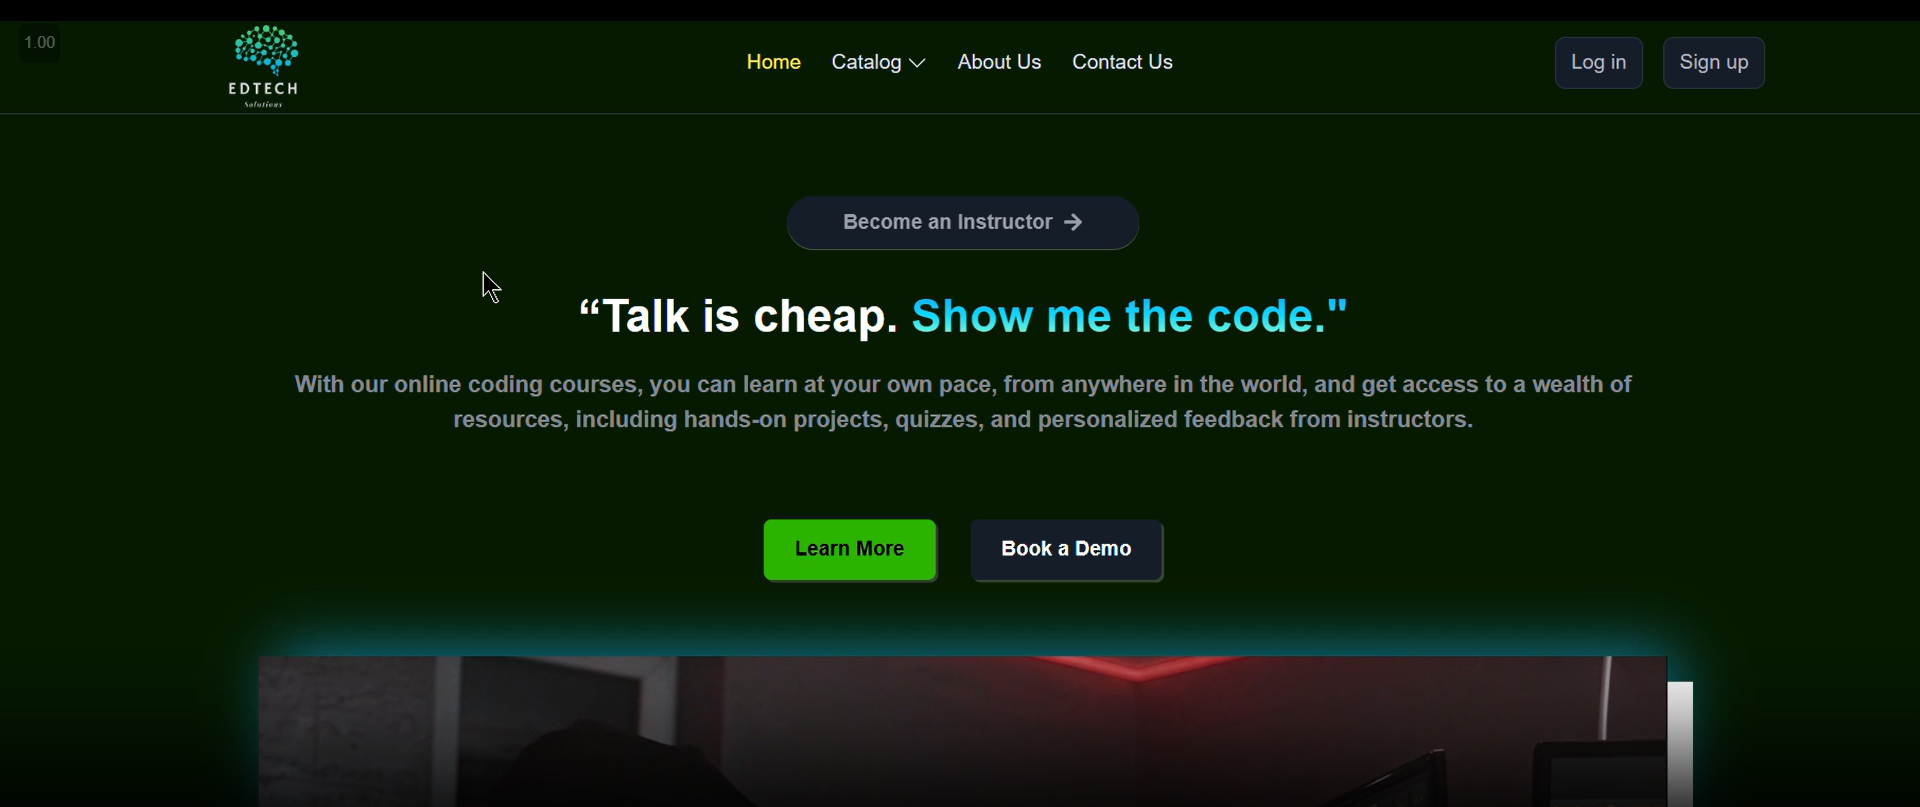 1.00
EDTECH
Solutions
Home Catalog About Us Contact Us
Log in Sign up
Become an Instructor →
“Talk is cheap. Show me the code."
With our online coding courses, you can learn at your own pace, from anywhere in the world, and get access to a wealth of
resources, including hands-on projects, quizzes, and personalized feedback from instructors.
Learn More Book a Demo